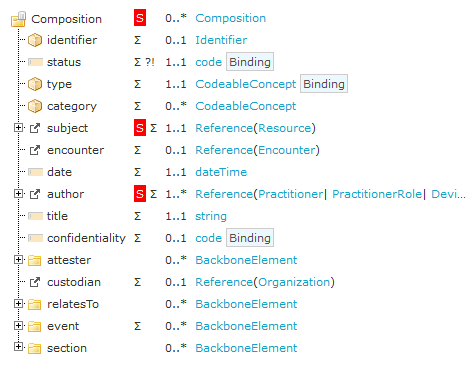 Composition S 0..* Composition
identifier Σ 0..1 Identifier
status Σ ?! 1..1 code Binding
type Σ 1..1 CodeableConcept Binding
category Σ 0..* CodeableConcept
subject S Σ 1..1 Reference(Resource)
encounter Σ 0..1 Reference(Encounter)
date Σ 1..1 dateTime
author S Σ 1..* Reference(Practitioner| PractitionerRole| Devi...
title Σ 1..1 string
confidentiality Σ 0..1 code Binding
attester 0..* BackboneElement
custodian Σ 0..1 Reference(Organization)
relatesTo 0..* BackboneElement
event Σ 0..* BackboneElement
section 0..* BackboneElement